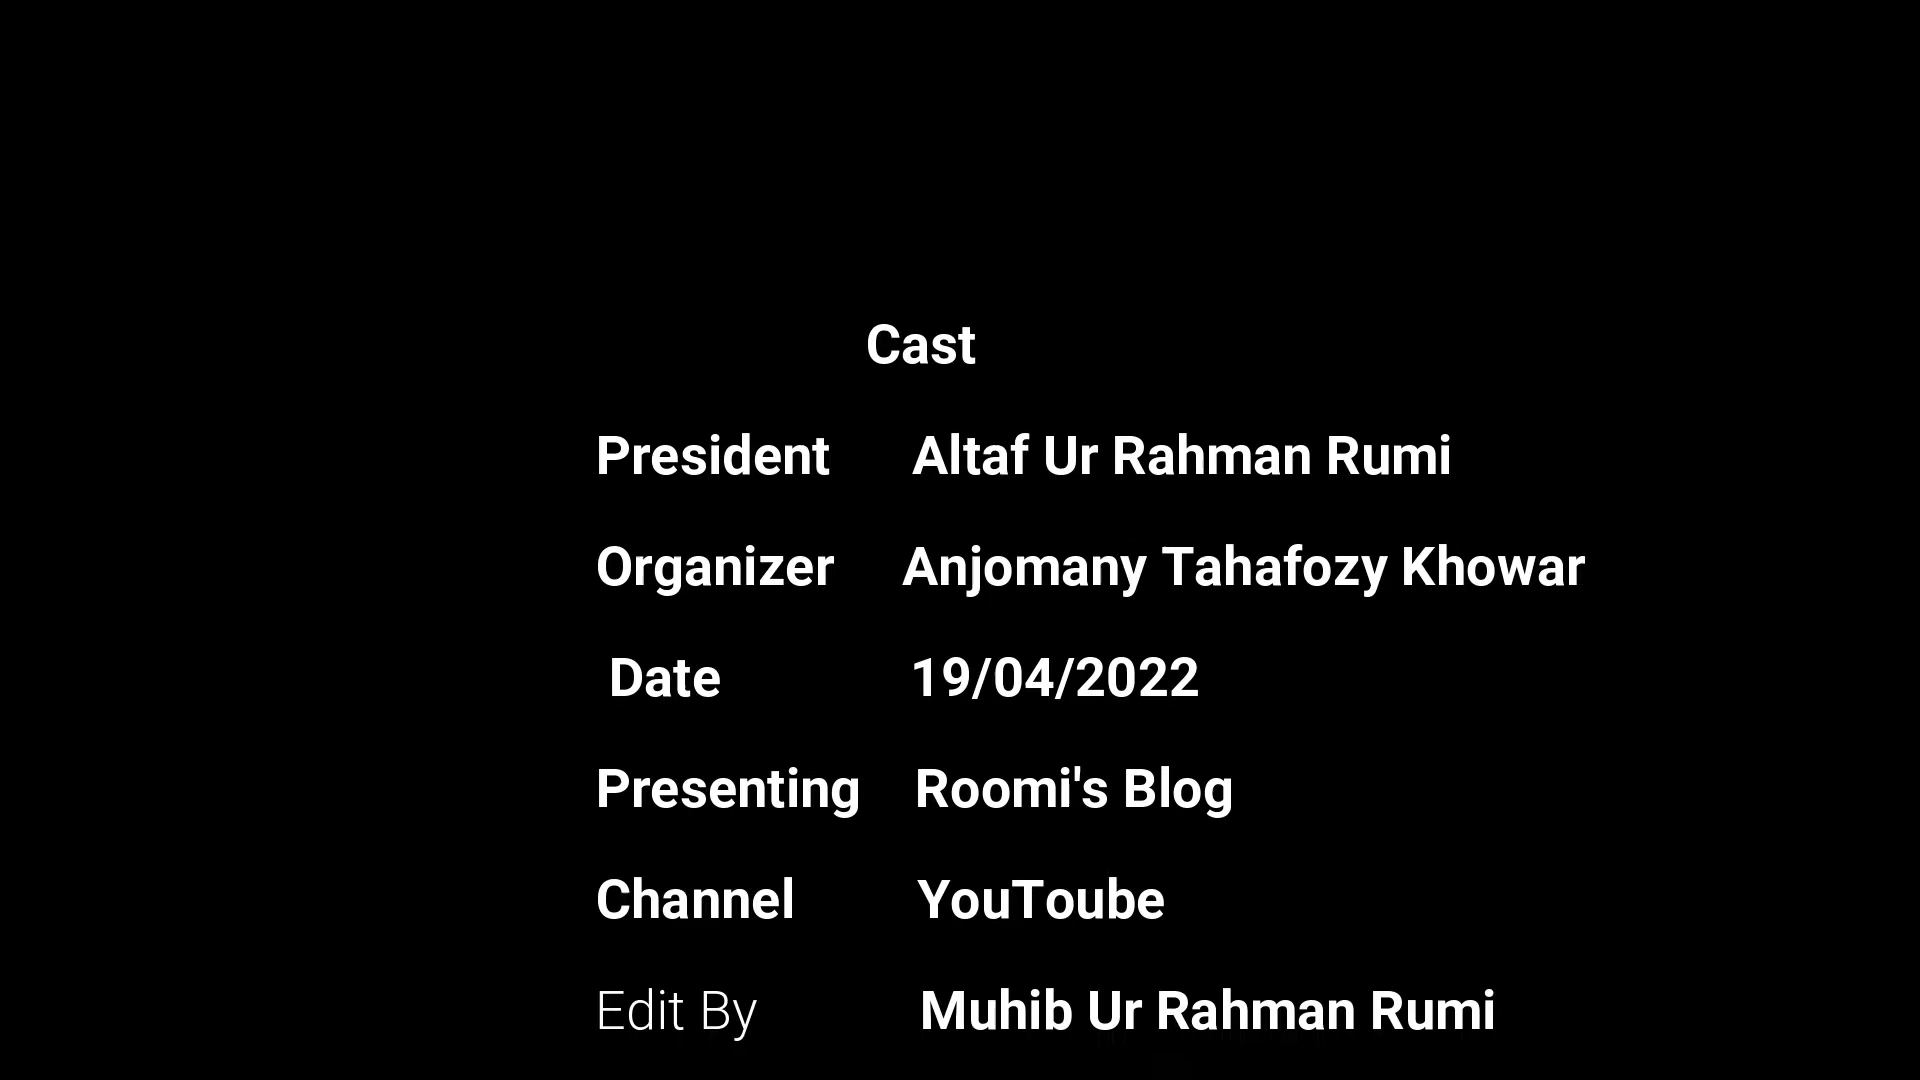 Cast
President Altaf Ur Rahman Rumi
Organizer Anjomany Tahafozy Khowar
Date 19/04/2022
Presenting Roomi's Blog
Channel YouToube
Edit By Muhib Ur Rahman Rumi